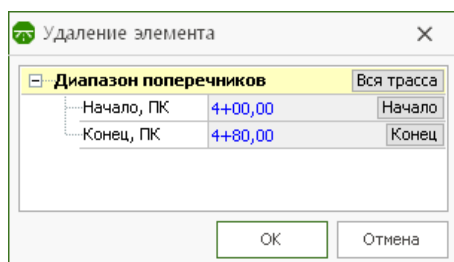 Удаление элемента
Диапазон поперечников Вся трасса
Начало, ПК 4+00,00 Начало
Конец, ПК 4+80,00 Конец
ОК Отмена